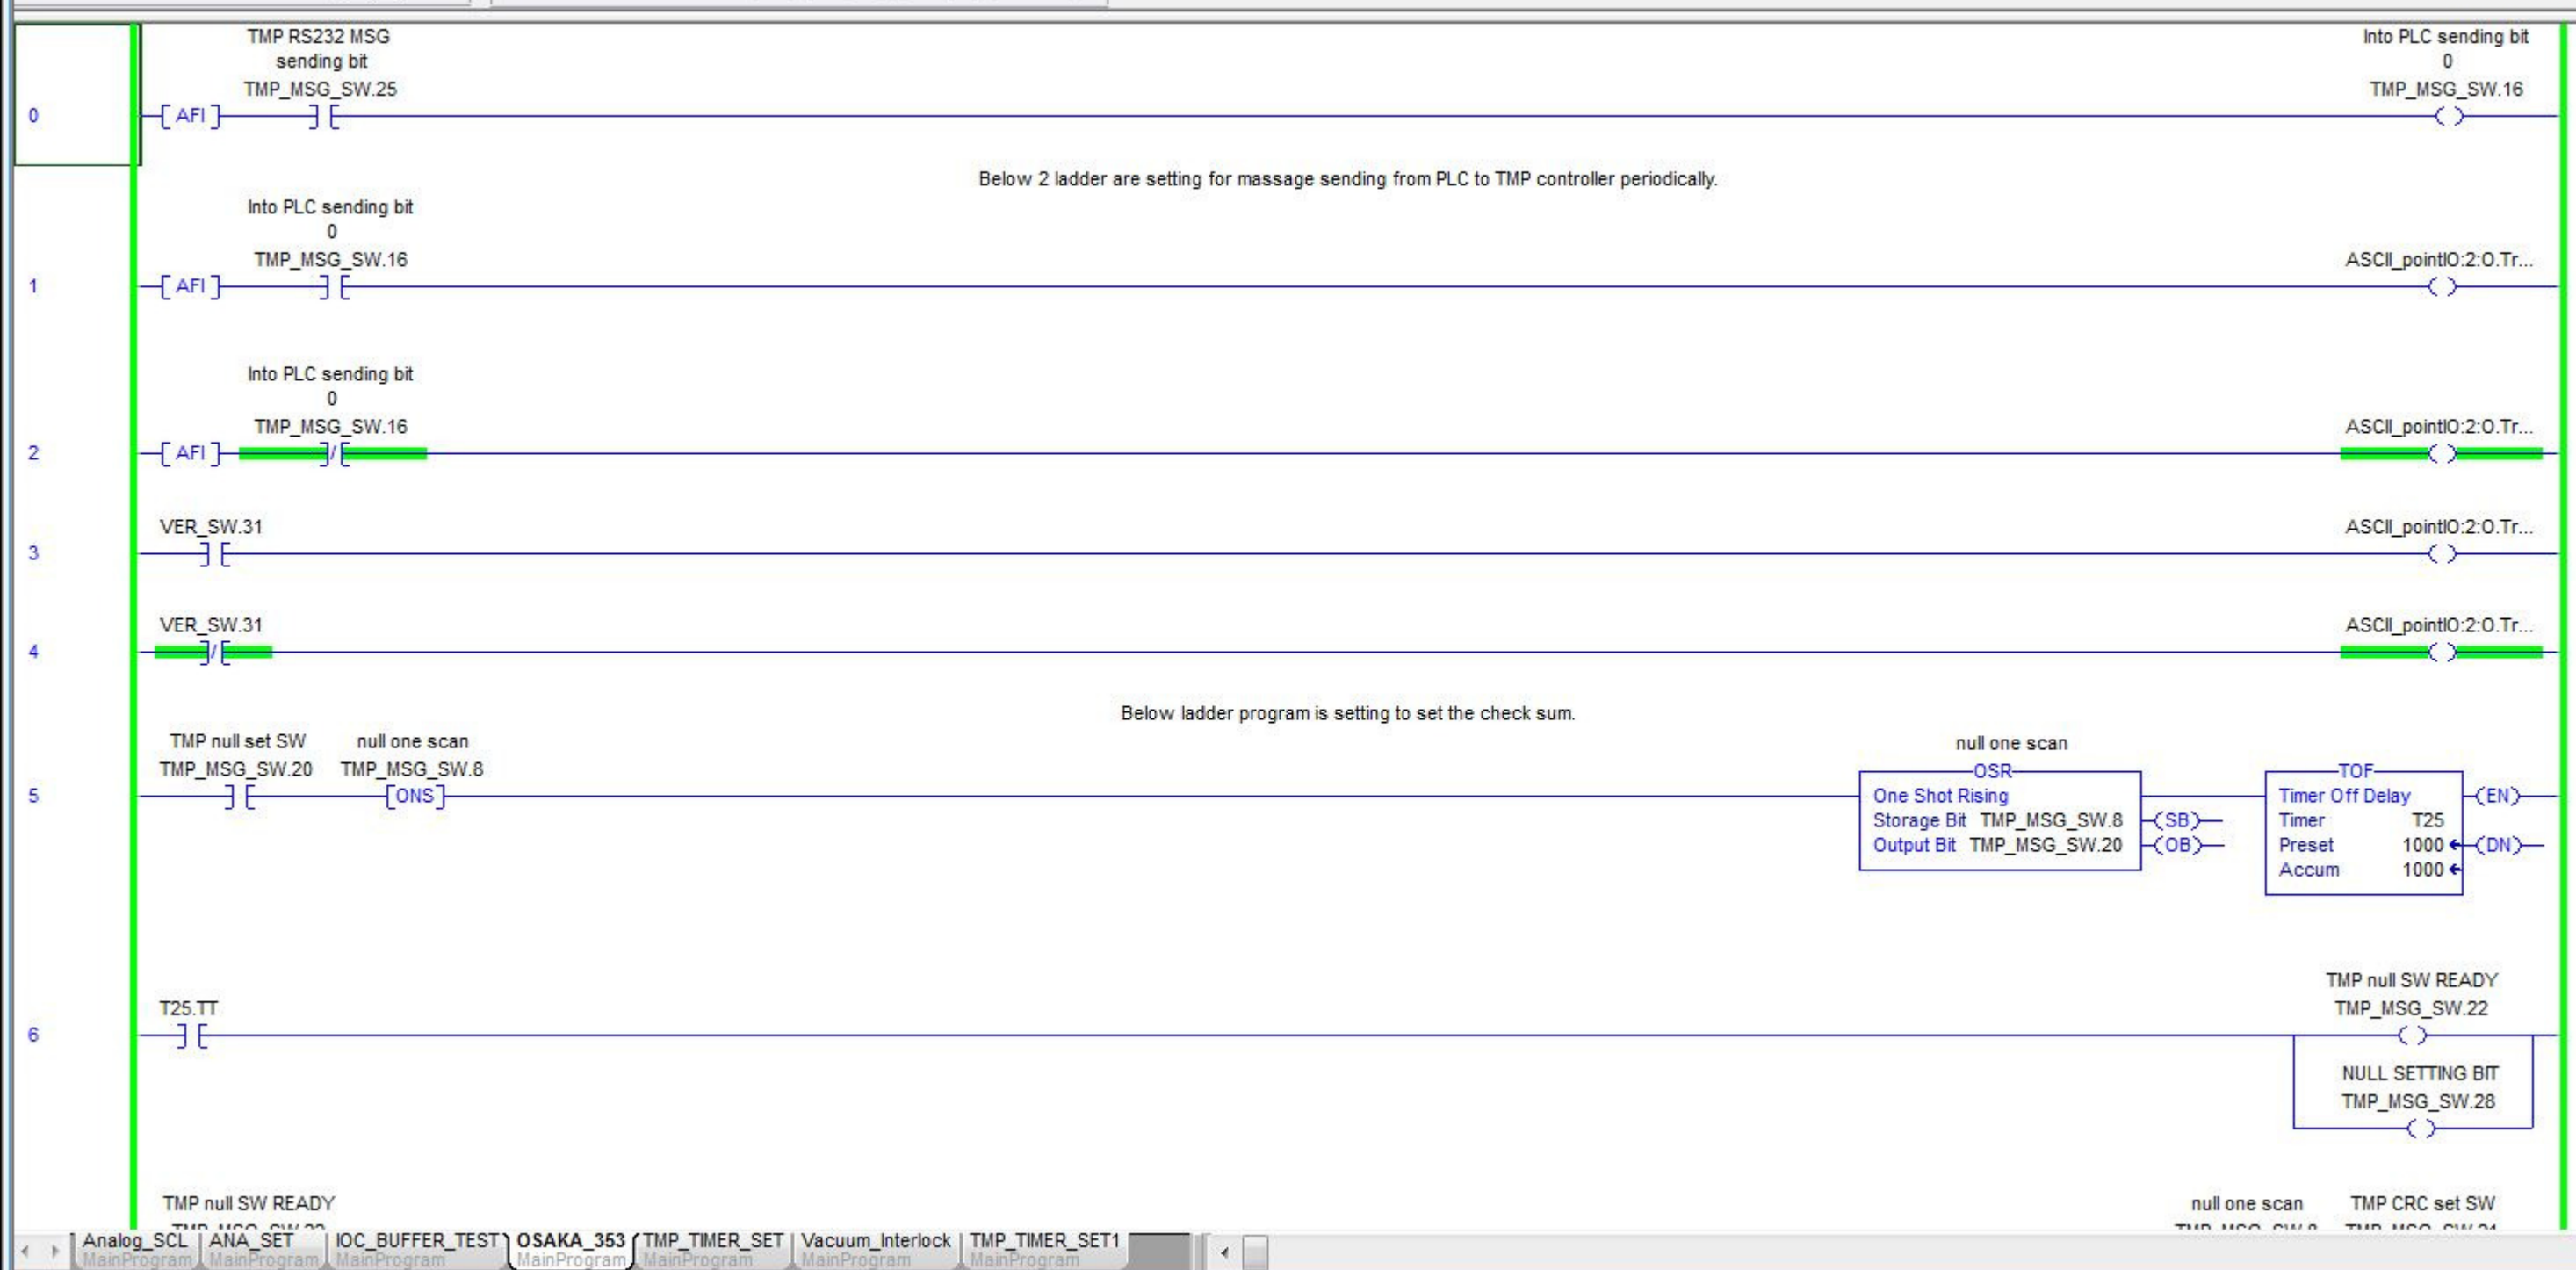 TMP RS232 MSG
sending bit
TMP_MSG_SW.25
Into PLC sending bit
0
TMP_MSG_SW.16
0
AFI
Below 2 ladder are setting for massage sending from PLC to TMP controller periodically.
Into PLC sending bit
0
TMP_MSG_SW.16
ASCII_pointIO:2:O.Tr...
1
AFI
Into PLC sending bit
0
TMP_MSG_SW.16
ASCII_pointIO:2:O.Tr...
2
AFI
VER_SW.31
ASCII_pointIO:2:O.Tr...
3
VER_SW.31
ASCII_pointIO:2:O.Tr...
4
Below ladder program is setting to set the check sum.
TMP null set SW
TMP_MSG_SW.20
null one scan
TMP_MSG_SW.8
5
ONS
null one scan
OSR
One Shot Rising
Storage Bit TMP_MSG_SW.8
Output Bit TMP_MSG_SW.20
SB
OB
TOF
Timer Off Delay
Timer T25
Preset 1000
Accum 1000
EN
DN
T25.TT
TMP null SW READY
TMP_MSG_SW.22
6
NULL SETTING BIT
TMP_MSG_SW.28
TMP null SW READY
null one scan
TMP CRC set SW
Analog_SCL ANA_SET IOC_BUFFER_TEST OSAKA_353 TMP_TIMER_SET Vacuum_Interlock TMP_TIMER_SET1
MainProgram MainProgram MainProgram MainProgram MainProgram MainProgram MainProgram